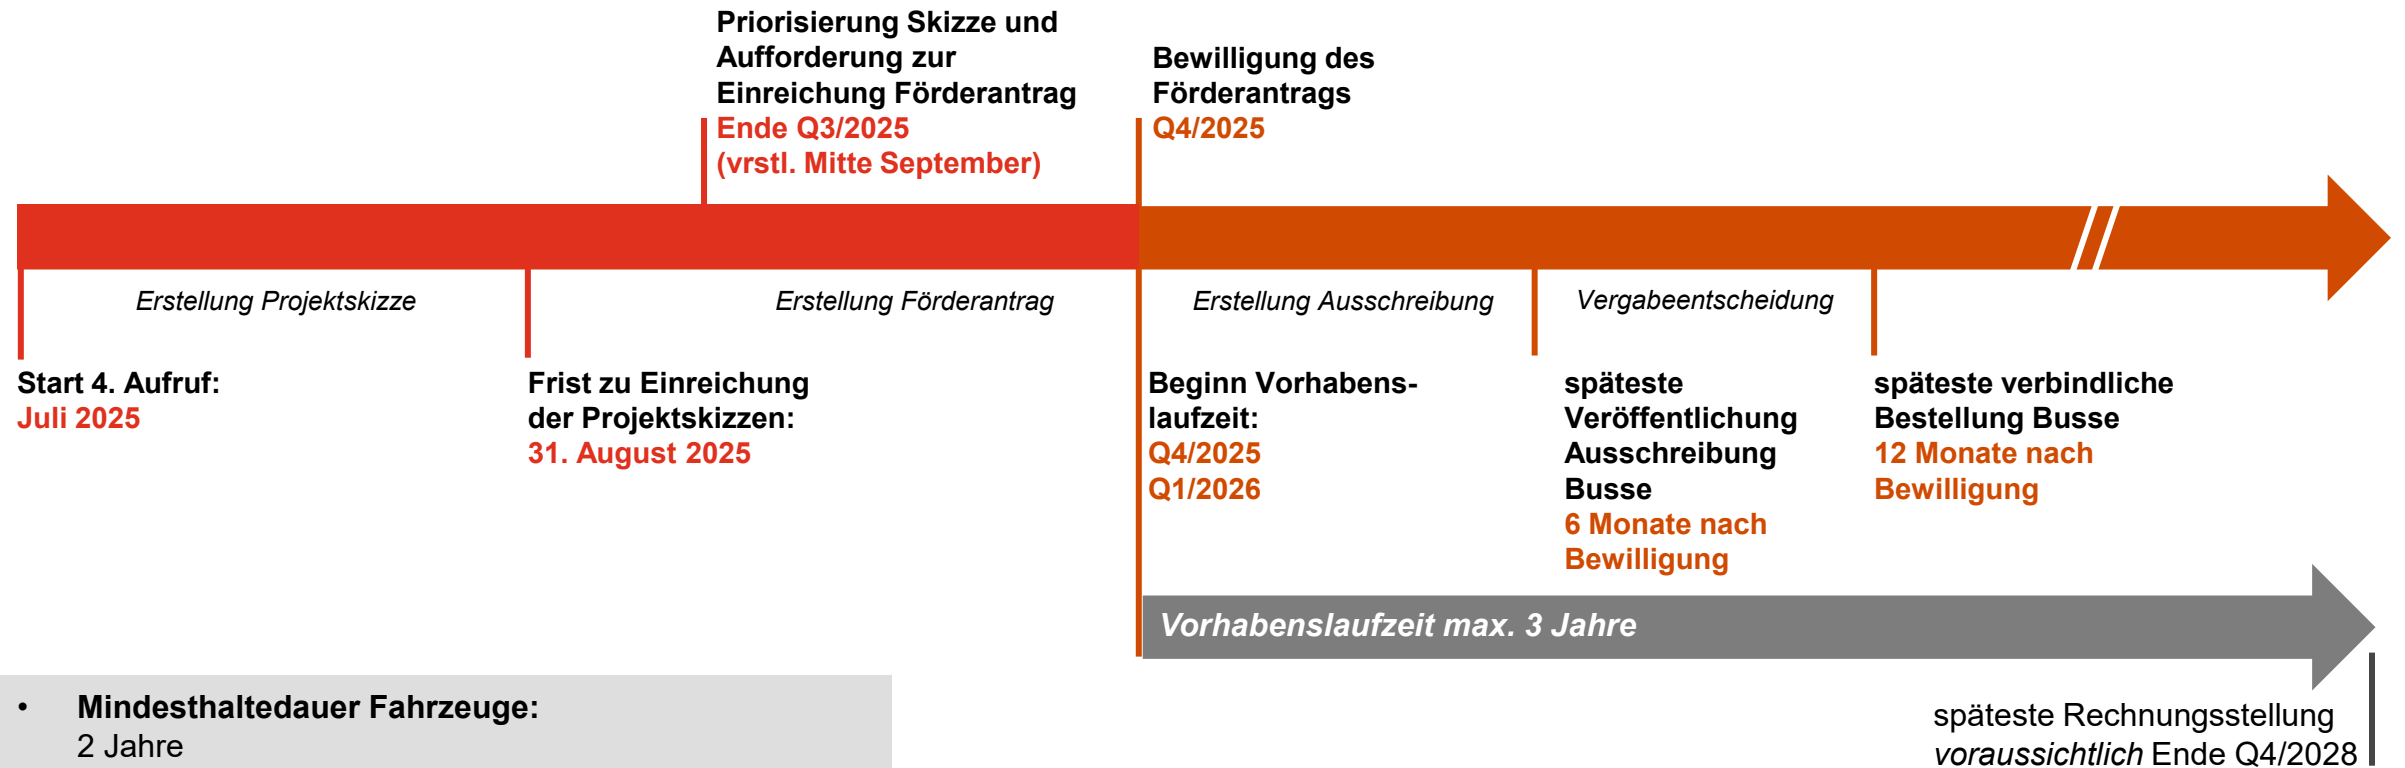 Priorisierung Skizze und
Aufforderung zur
Einreichung Förderantrag
Ende Q3/2025
(vrstl. Mitte September)
Bewilligung des
Förderantrags
Q4/2025
Erstellung Projektskizze
Erstellung Förderantrag
Erstellung Ausschreibung
Vergabeentscheidung
Start 4. Aufruf:
Juli 2025
Frist zu Einreichung
der Projektskizzen:
31. August 2025
Beginn Vorhabens-
laufzeit:
Q4/2025
Q1/2026
späteste
Veröffentlichung
Ausschreibung
Busse
6 Monate nach
Bewilligung
späteste verbindliche
Bestellung Busse
12 Monate nach
Bewilligung
Vorhabenslaufzeit max. 3 Jahre
• Mindesthaltedauer Fahrzeuge:
2 Jahre
späteste Rechnungsstellung
voraussichtlich Ende Q4/2028